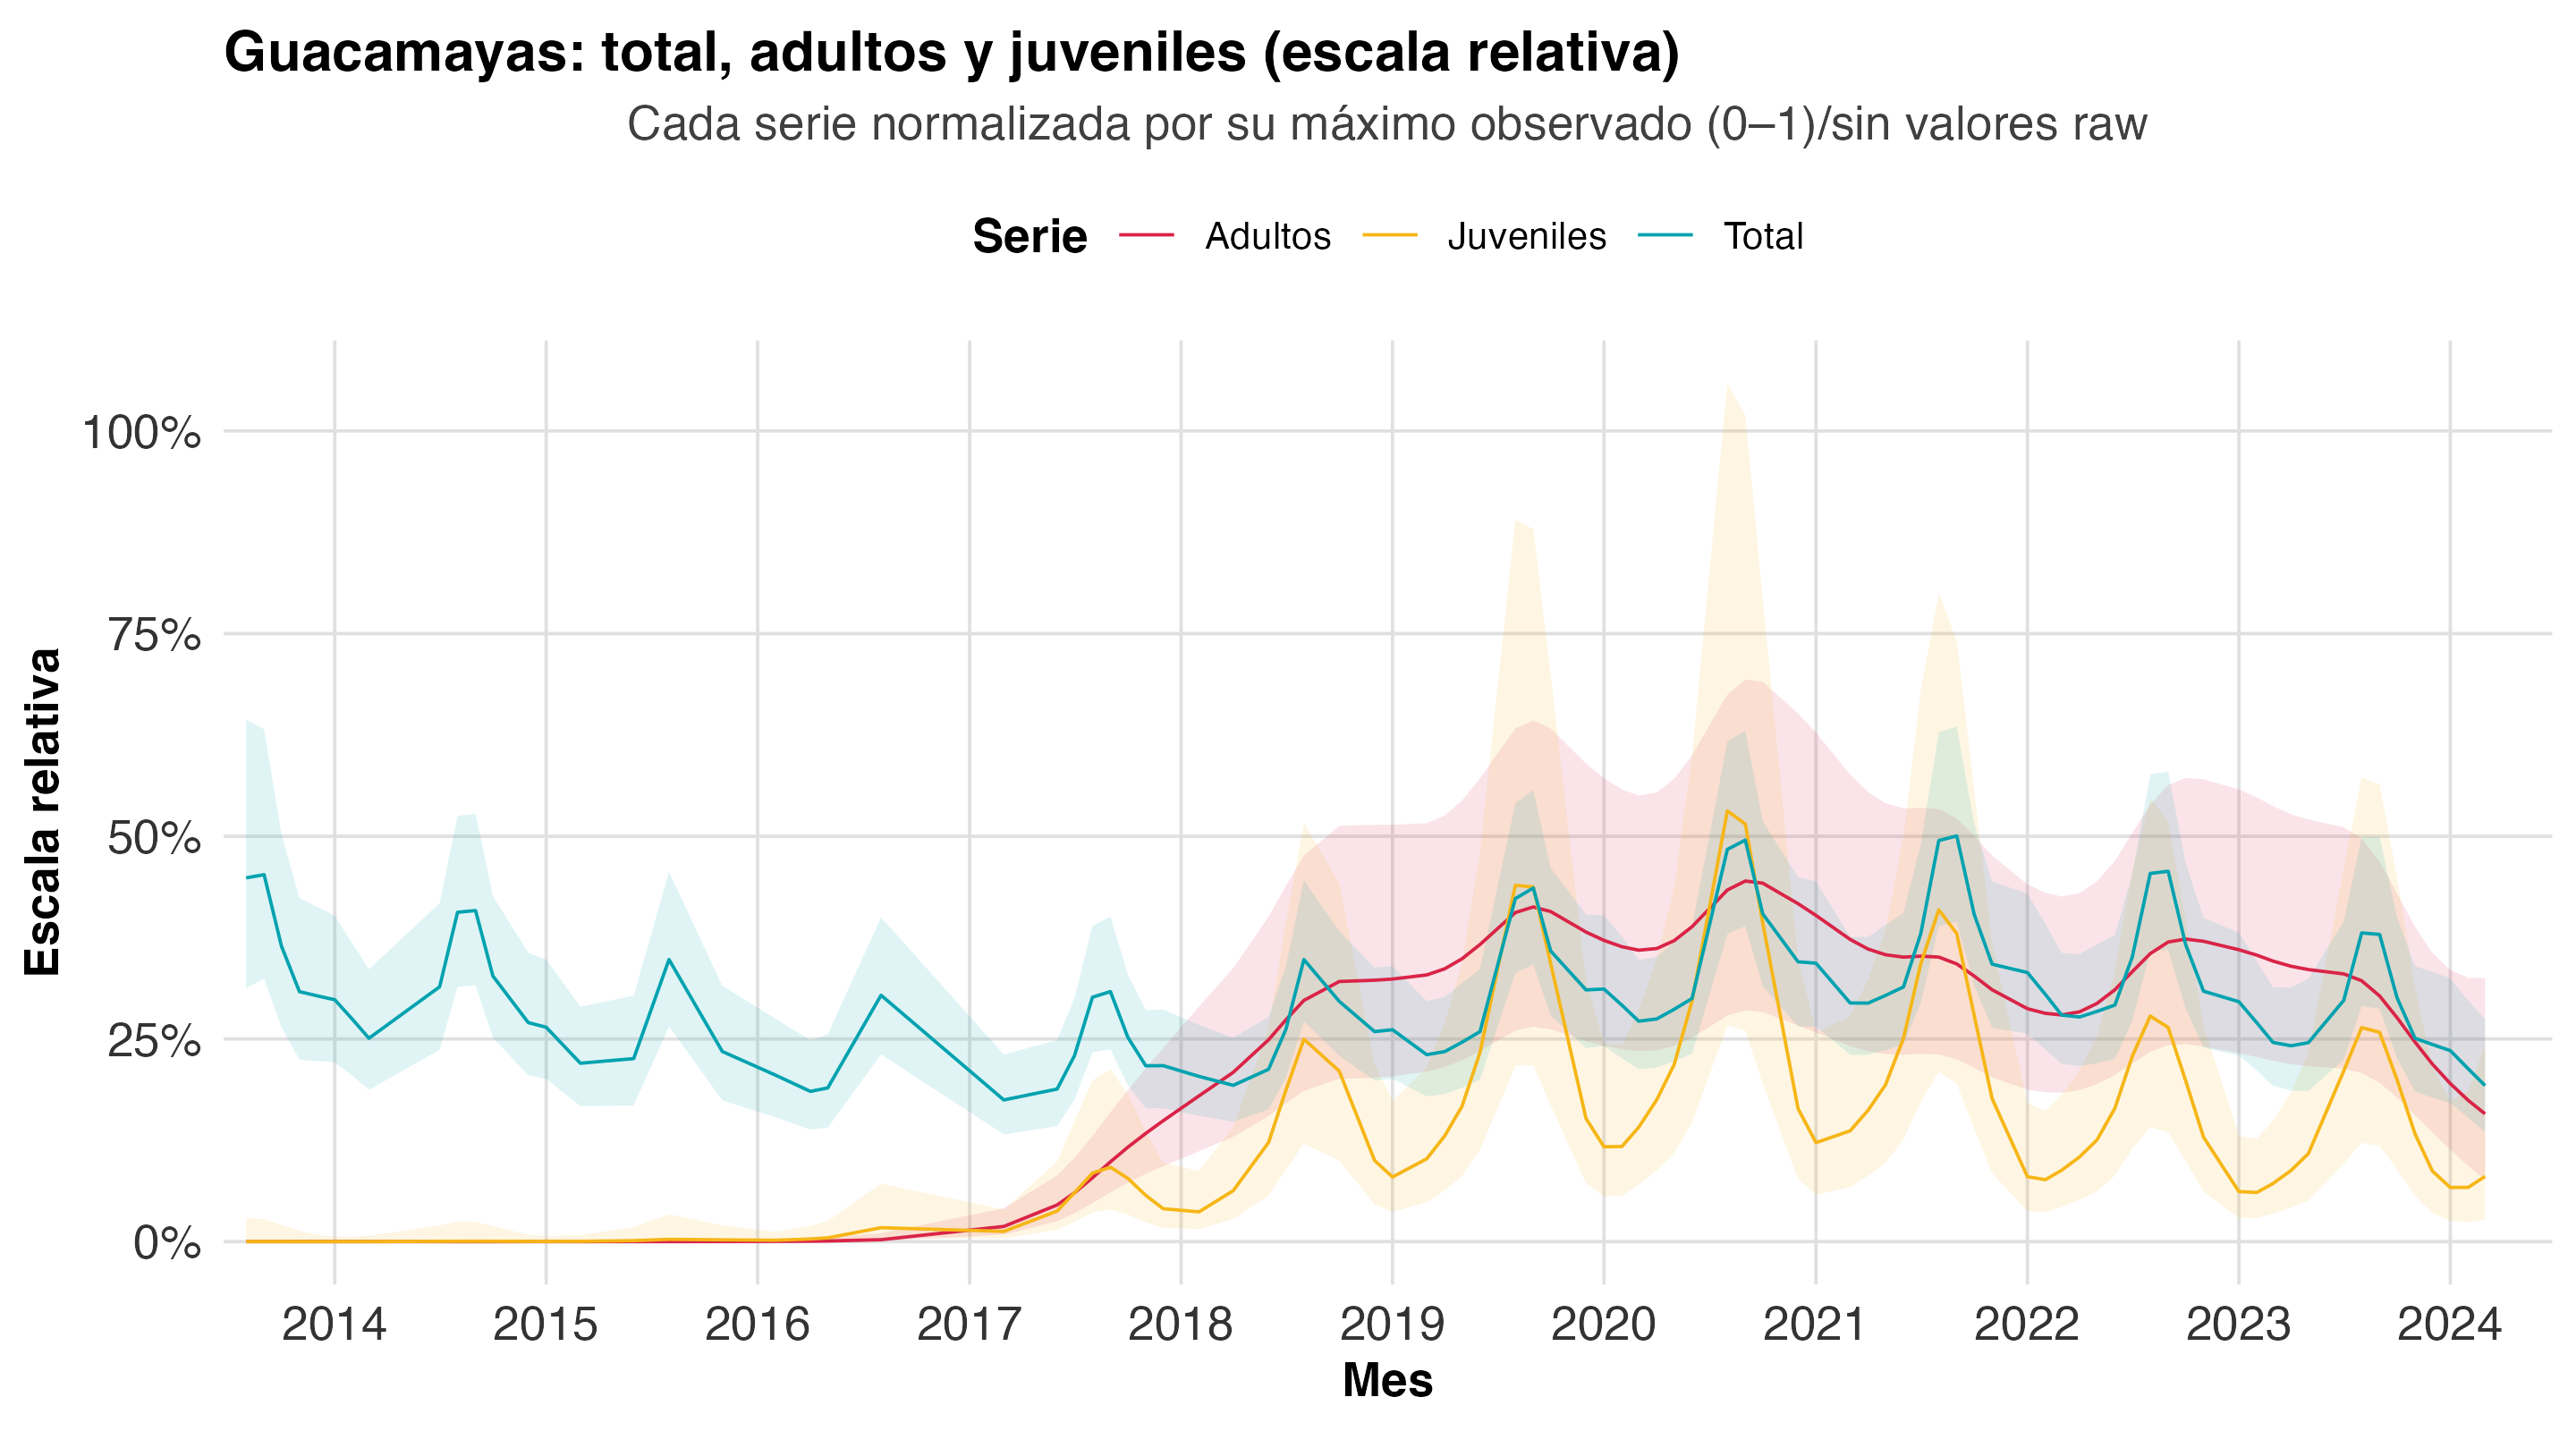 Guacamayas: total, adultos y juveniles (escala relativa)
Cada serie normalizada por su máximo observado (0–1)/sin valores raw
Serie Adultos Juveniles Total
Escala relativa
100%
75%
50%
25%
0%
2014 2015 2016 2017 2018 2019 2020 2021 2022 2023 2024
Mes